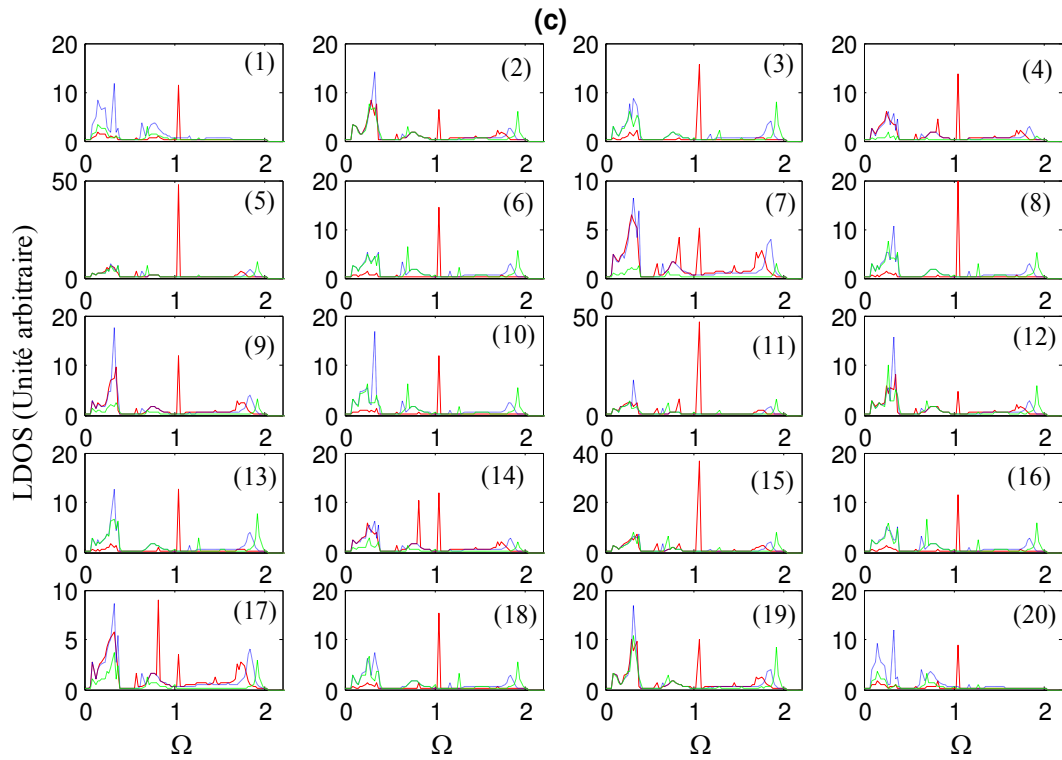 (c)
20 10 0 (1) 0 1 2
20 10 0 (2) 0 1 2
20 10 0 (3) 0 1 2
20 10 0 (4) 0 1 2
50 0 (5) 0 1 2
20 10 0 (6) 0 1 2
10 5 0 (7) 0 1 2
20 10 0 (8) 0 1 2
20 10 0 (9) 0 1 2
20 10 0 (10) 0 1 2
50 0 (11) 0 1 2
20 10 0 (12) 0 1 2
20 10 0 (13) 0 1 2
20 10 0 (14) 0 1 2
40 20 0 (15) 0 1 2
20 10 0 (16) 0 1 2
10 5 0 (17) 0 1 2
20 10 0 (18) 0 1 2
20 10 0 (19) 0 1 2
20 10 0 (20) 0 1 2
LDOS (Unité arbitraire)
Ω Ω Ω Ω